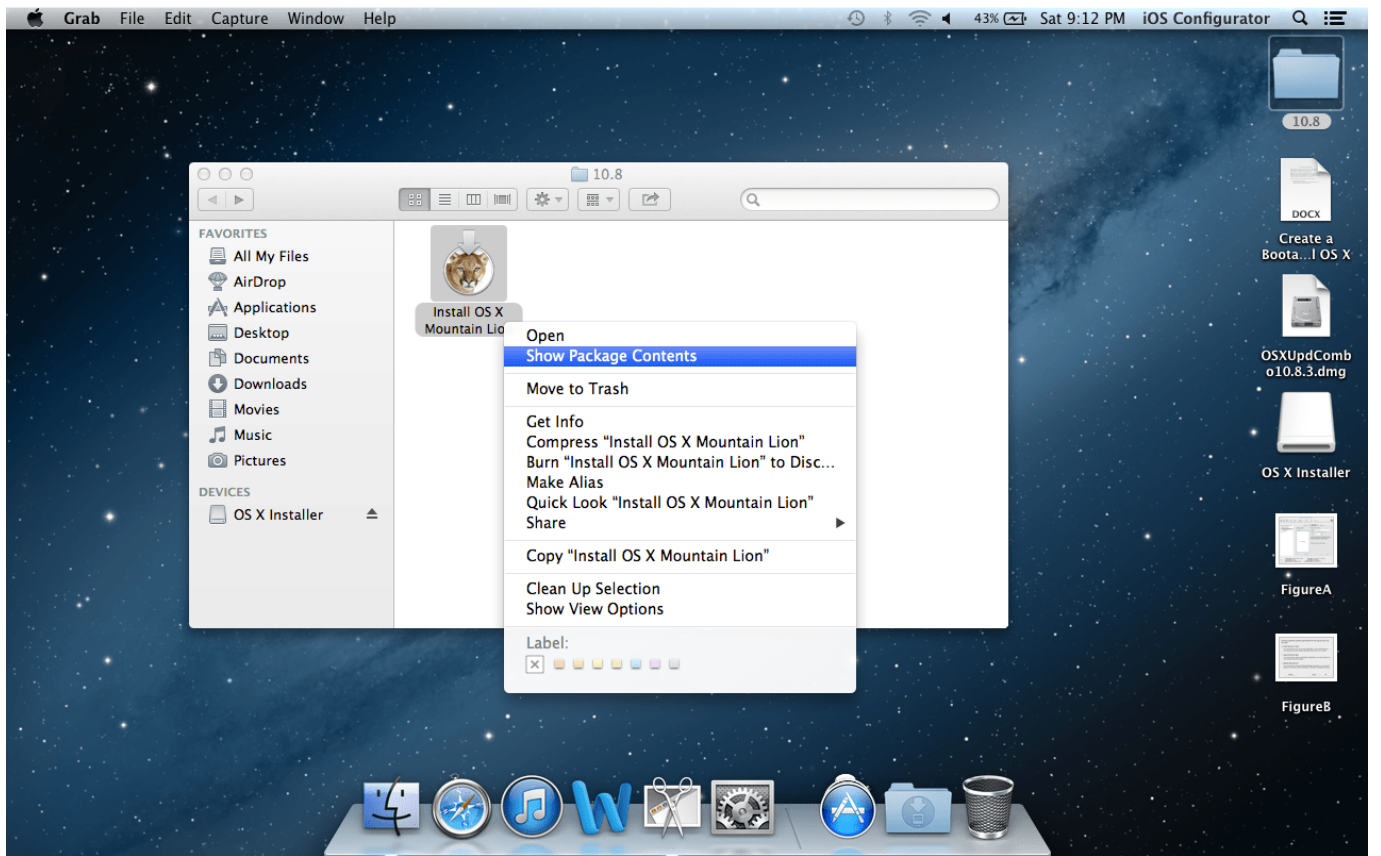 Grab File Edit Capture Window Help 43% Sat 9:12 PM iOS Configurator
10.8
10.8
FAVORITES
All My Files
AirDrop
Applications
Desktop
Documents
Downloads
Movies
Music
Pictures
DEVICES
OS X Installer
Install OS X
Mountain Lio
Open
Show Package Contents
Move to Trash
Get Info
Compress “Install OS X Mountain Lion”
Burn “Install OS X Mountain Lion” to Disc...
Make Alias
Quick Look “Install OS X Mountain Lion”
Share
Copy “Install OS X Mountain Lion”
Clean Up Selection
Show View Options
Label:
DOCX
Create a
Boota...l OS X
OSXUpdComb
o10.8.3.dmg
OS X Installer
FigureA
FigureB